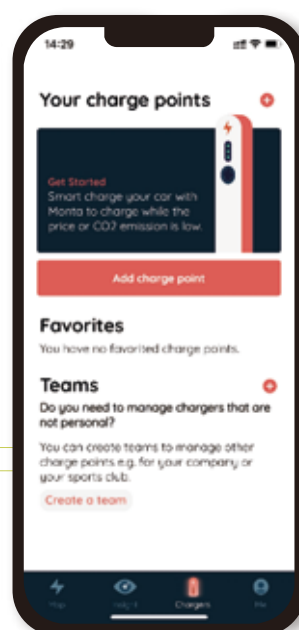 14:29
Your charge points
Get Started
Smart charge your car with
Monta to charge while the
price or CO2 emission is low.
Add charge point
Favorites
You have no favorited charge points.
Teams
Do you need to manage chargers that are
not personal?
You can create teams to manage other
charge points e.g. for your company or
your sports club.
Create a team
Map
Insight
Chargers
Me